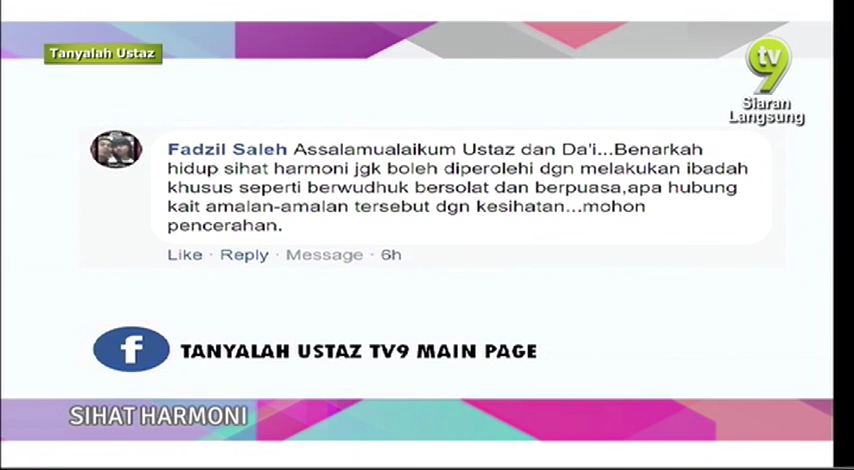 Tanyalah Ustaz
tv
9
Siaran
Langsung
Fadzil Saleh Assalamualaikum Ustaz dan Da'i...Benarkah
hidup sihat harmoni jgk boleh diperolehi dgn melakukan ibadah
khusus seperti berwudhuk bersolat dan berpuasa,apa hubung
kait amalan-amalan tersebut dgn kesihatan...mohon
pencerahan.
Like · Reply · Message · 6h
f TANYALAH USTAZ TV9 MAIN PAGE
SIHAT HARMONI